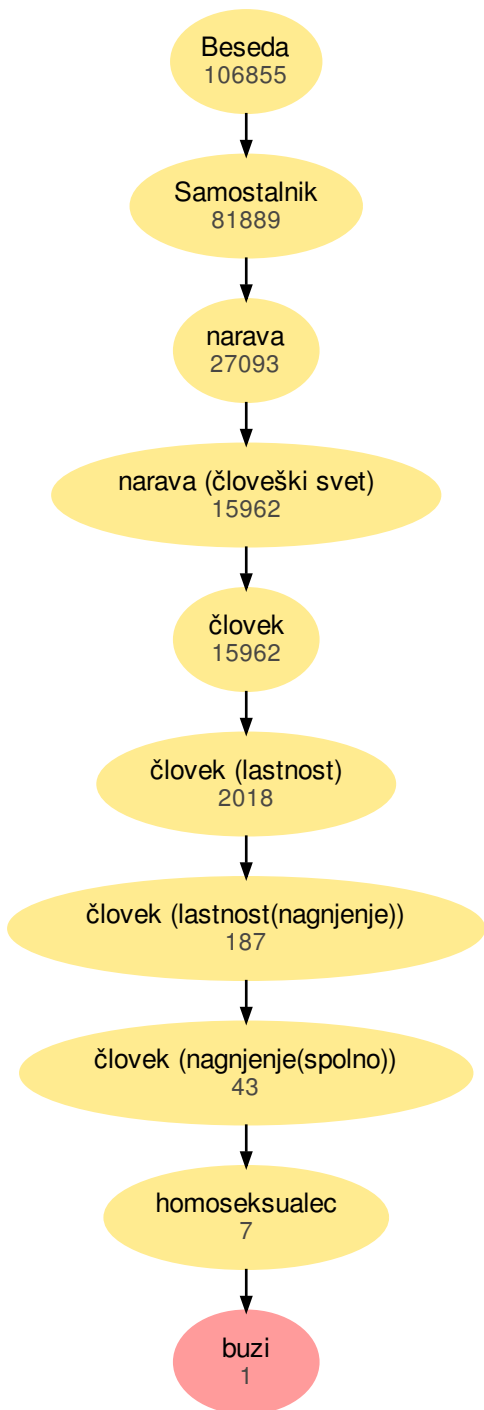 Beseda
106855
Samostalnik
81889
narava
27093
narava (človeški svet)
15962
človek
15962
človek (lastnost)
2018
človek (lastnost(nagnjenje))
187
človek (nagnjenje(spolno))
43
homoseksualec
7
buzi
1